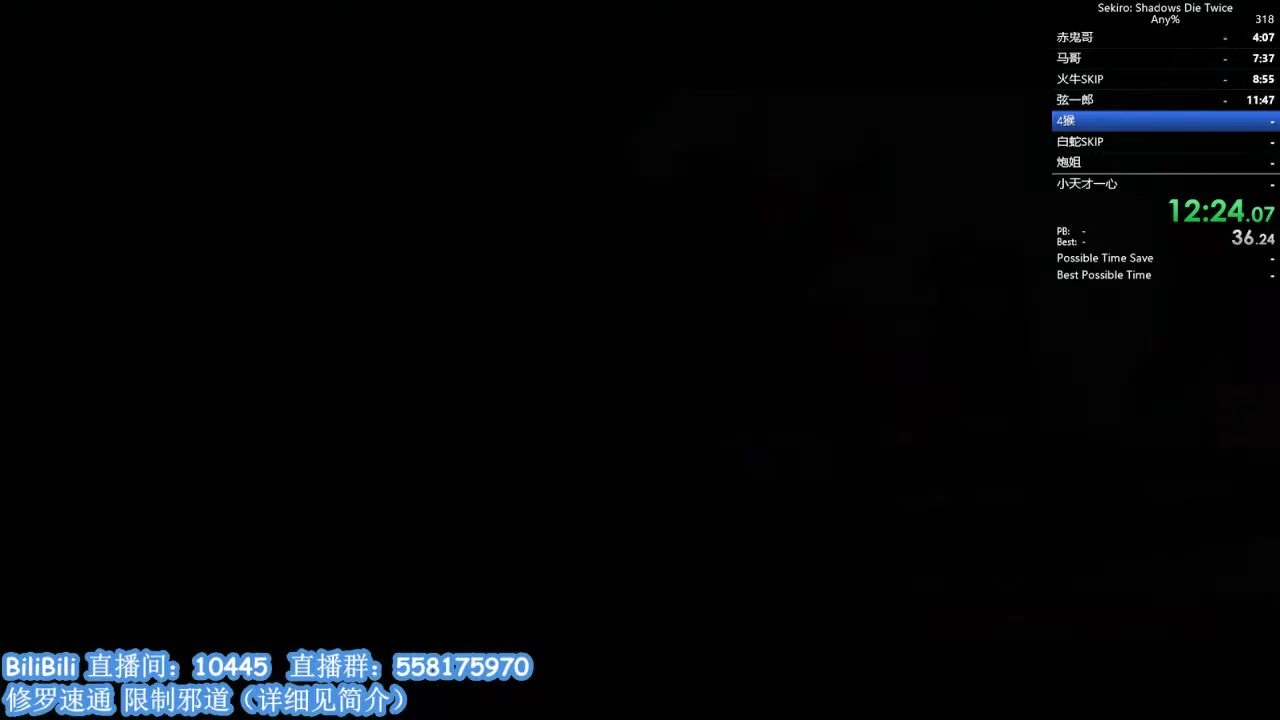 Sekiro: Shadows Die Twice
Any% 318
赤鬼哥 - 4:07
马哥 - 7:37
火牛SKIP - 8:55
弦一郎 - 11:47
4猴 -
白蛇SKIP -
炮姐 -
小天才一心 -
12:24.07
PB: - 36.24
Best: -
Possible Time Save -
Best Possible Time -
BiliBili 直播间：10445 直播群：558175970
修罗速通 限制邪道（详细见简介）